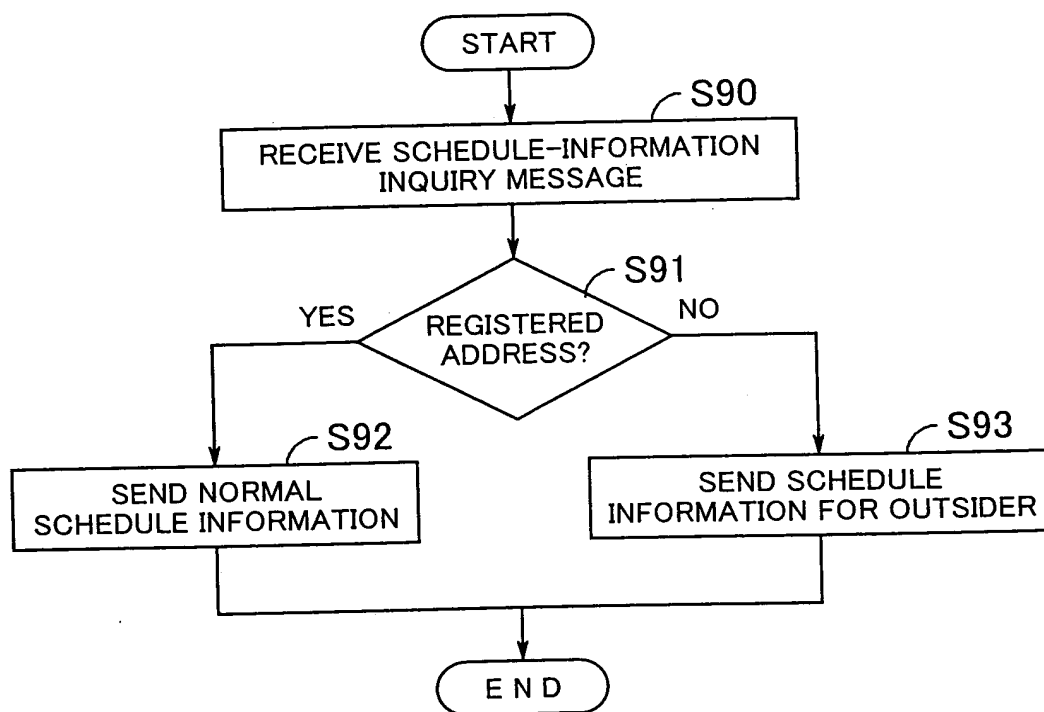 START
S90
RECEIVE SCHEDULE-INFORMATION
INQUIRY MESSAGE
S91
YES
REGISTERED
ADDRESS?
NO
S92
SEND NORMAL
SCHEDULE INFORMATION
S93
SEND SCHEDULE
INFORMATION FOR OUTSIDER
END